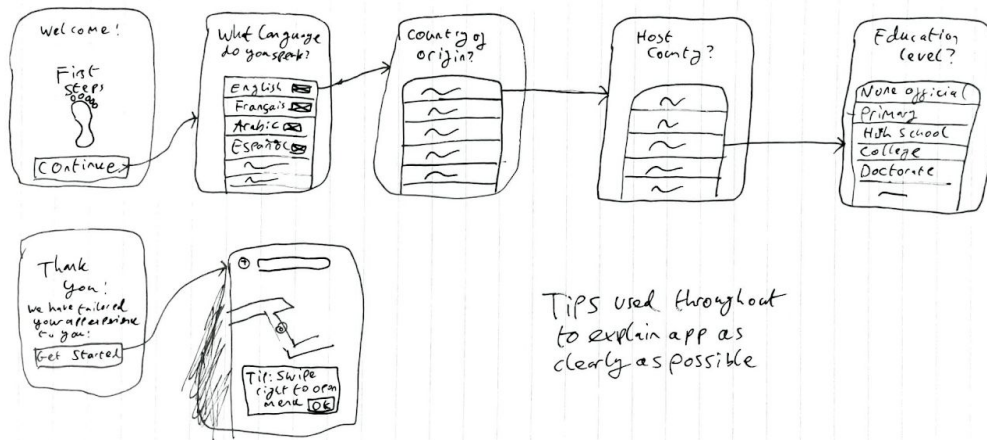 Welcome!
First
Steps
Continue
What language
do you speak?
English
Français
Arabic
Español
Country of
origin?
Host
County?
Education
level?
None official
Primary
High School
College
Doctorate
Thank
you!
We have tailored
your app experience
to you!
Get Started
Tip: Swipe
right to open
menu OK
Tips used throughout
to explain app as
clearly as possible